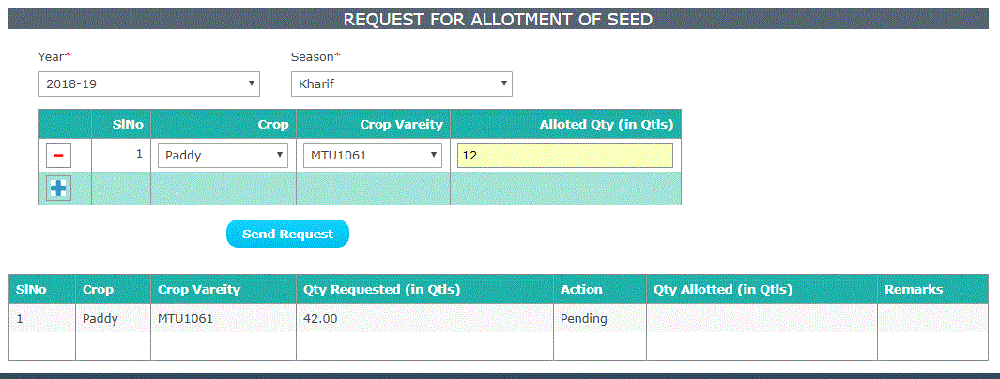 REQUEST FOR ALLOTMENT OF SEED
Year* Season*
2018-19 Kharif
SlNo Crop Crop Vareity Alloted Qty (in Qtls)
1 Paddy MTU1061 12
Send Request
SlNo Crop Crop Vareity Qty Requested (in Qtls) Action Qty Allotted (in Qtls) Remarks
1 Paddy MTU1061 42.00 Pending